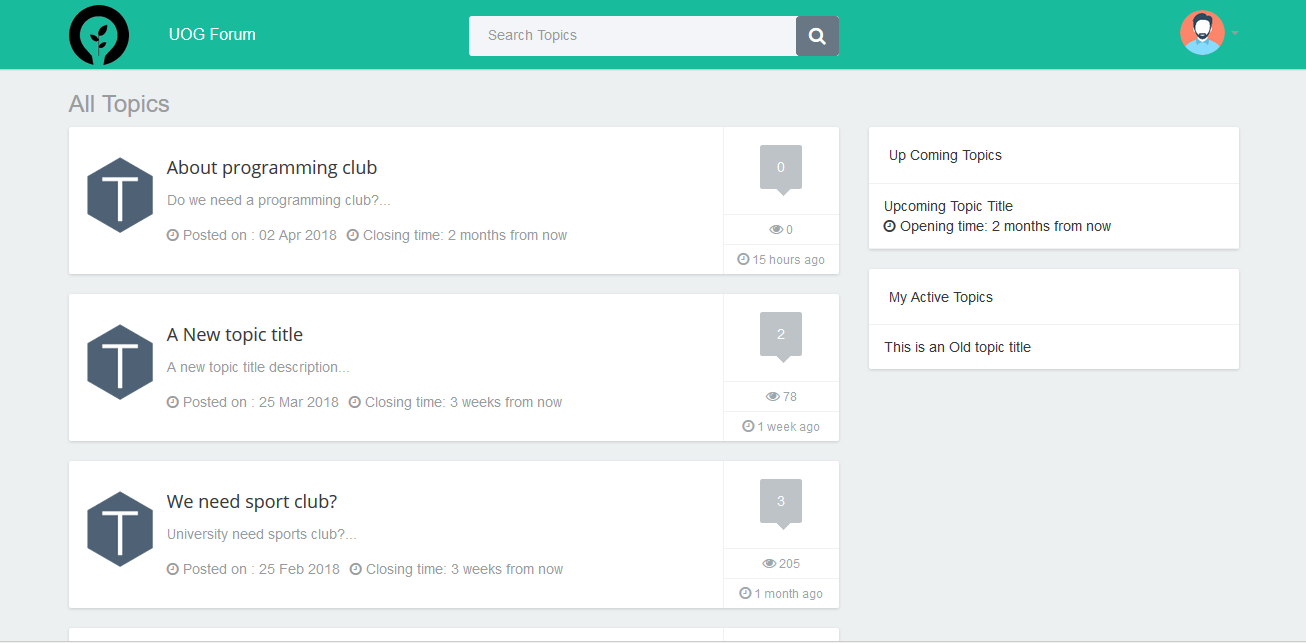 UOG Forum
Search Topics
All Topics
T
About programming club
Do we need a programming club?...
Posted on : 02 Apr 2018 Closing time: 2 months from now
0
0
15 hours ago
T
A New topic title
A new topic title description...
Posted on : 25 Mar 2018 Closing time: 3 weeks from now
2
78
1 week ago
T
We need sport club?
University need sports club?...
Posted on : 25 Feb 2018 Closing time: 3 weeks from now
3
205
1 month ago
Up Coming Topics
Upcoming Topic Title
Opening time: 2 months from now
My Active Topics
This is an Old topic title